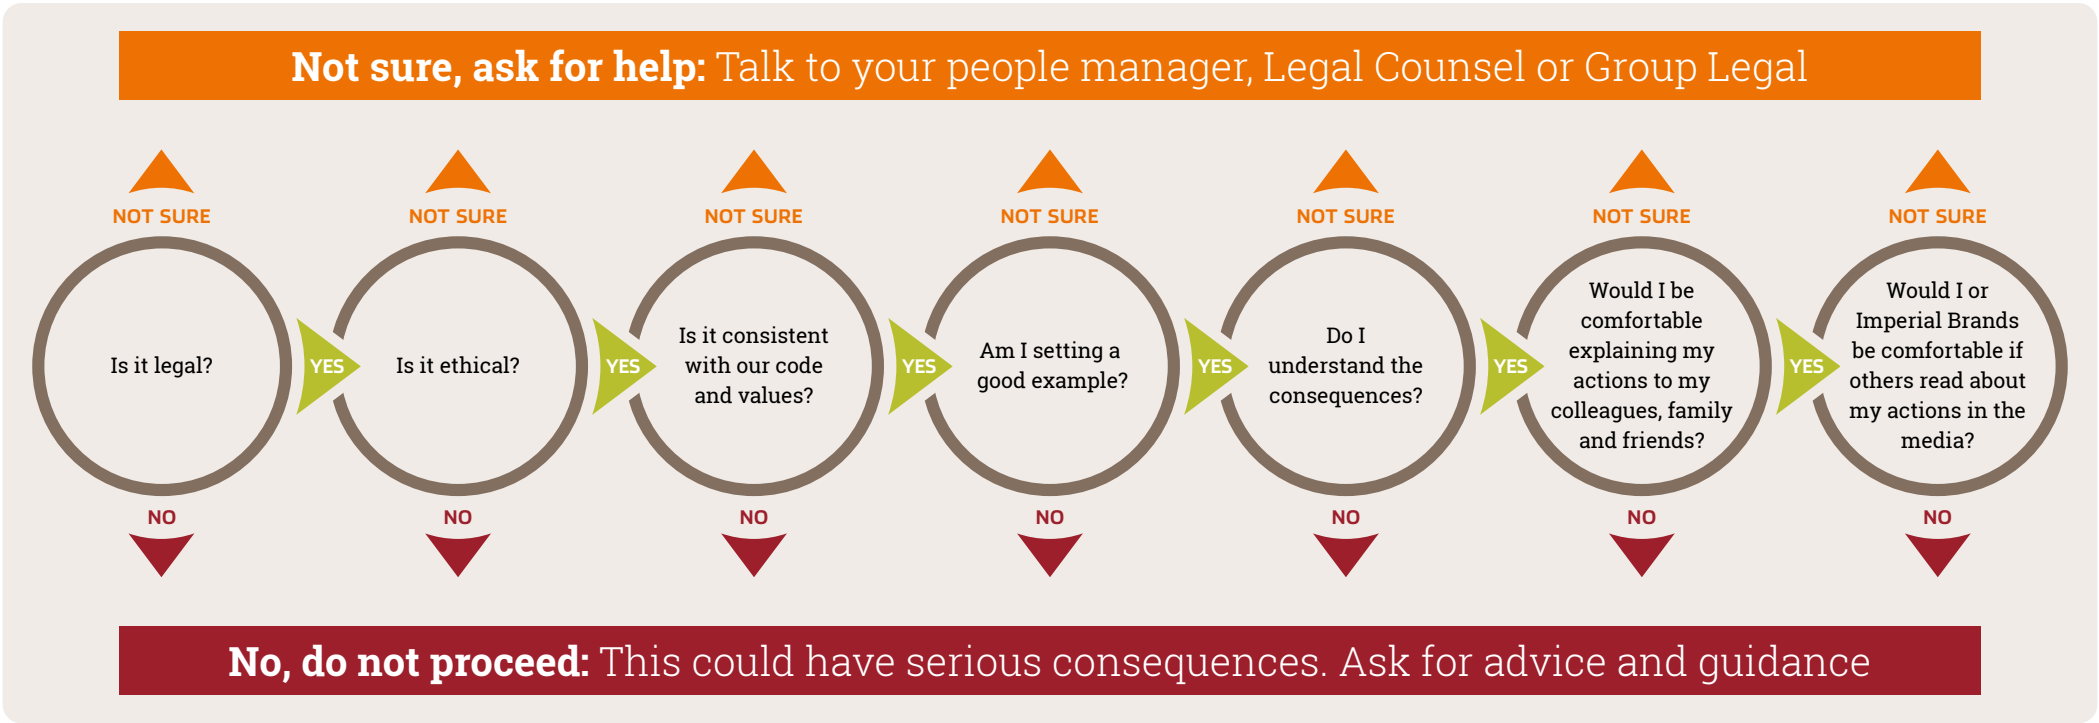 Not sure, ask for help: Talk to your people manager, Legal Counsel or Group Legal
NOT SURE
NOT SURE
NOT SURE
NOT SURE
NOT SURE
NOT SURE
NOT SURE
Is it legal?
YES
Is it ethical?
YES
Is it consistent
with our code
and values?
YES
Am I setting a
good example?
YES
Do I
understand the
consequences?
YES
Would I be
comfortable
explaining my
actions to my
colleagues, family
and friends?
YES
Would I or
Imperial Brands
be comfortable if
others read about
my actions in the
media?
NO
NO
NO
NO
NO
NO
NO
No, do not proceed: This could have serious consequences. Ask for advice and guidance